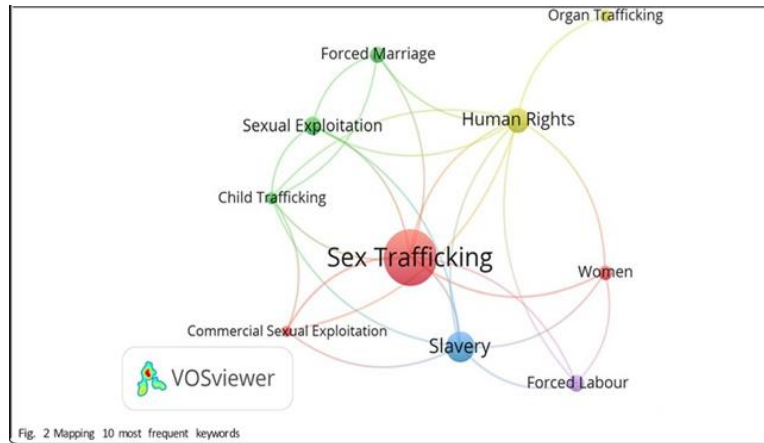 Organ Trafficking
Forced Marriage
Human Rights
Sexual Exploitation
Child Trafficking
Sex Trafficking
Women
Commercial Sexual Exploitation
Slavery
VOSviewer
Forced Labour
Fig. 2 Mapping 10 most frequent keywords